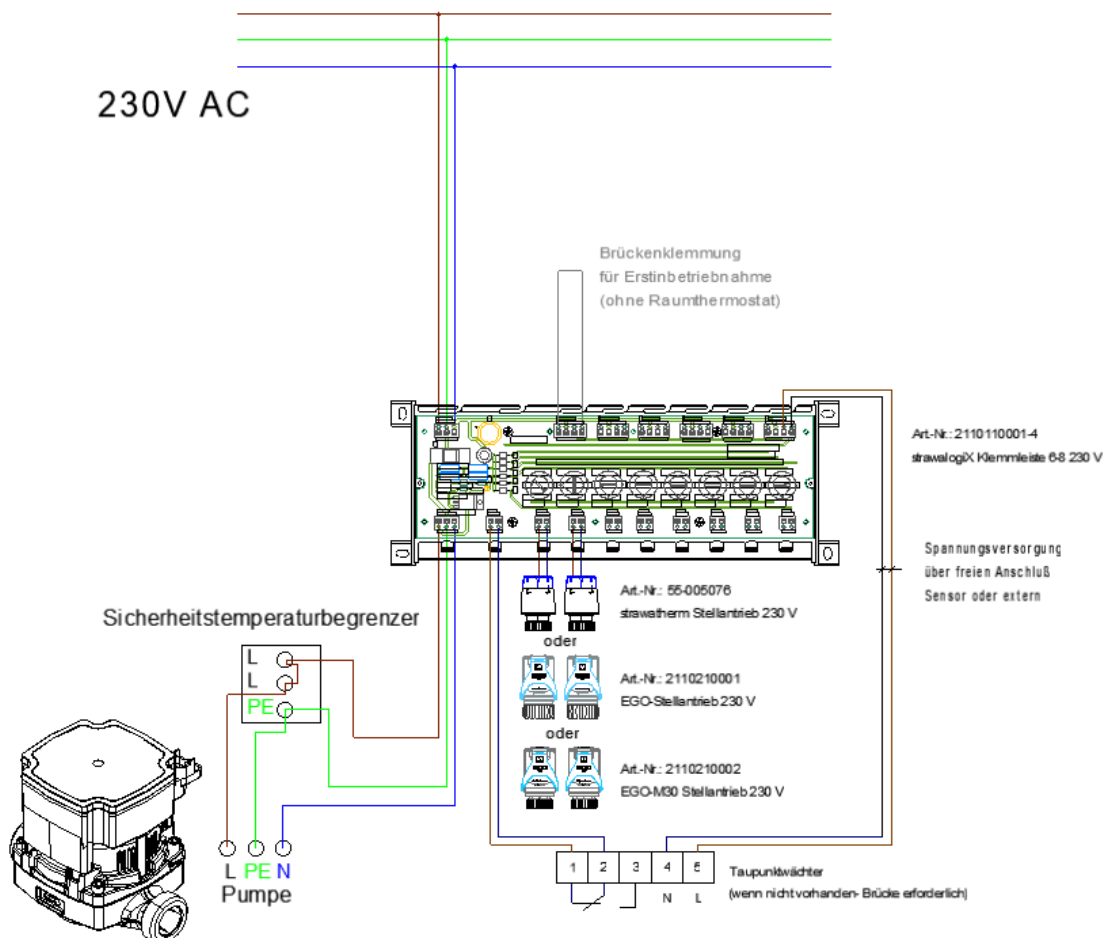 230V AC
Brückenklemmung
für Erstinbetriebnahme
(ohne Raumthermostat)
Art.-Nr.: 2110110001-4
strawalogiX Klemmleiste 6-8 230 V
Spannungsversorgung
über freien Anschluß
Sensor oder extern
Art.-Nr.: 55-005076
strawatherm Stellantrieb 230 V
oder
Sicherheitstemperaturbegrenzer
L
L
PE
Art.-Nr.: 2110210001
EGO-Stellantrieb 230 V
oder
Art.-Nr.: 2110210002
EGO-M30 Stellantrieb 230 V
L PE N
Pumpe
1 2 3 4 5
N L
Taupunktwächter
(wenn nicht vorhanden- Brücke erforderlich)